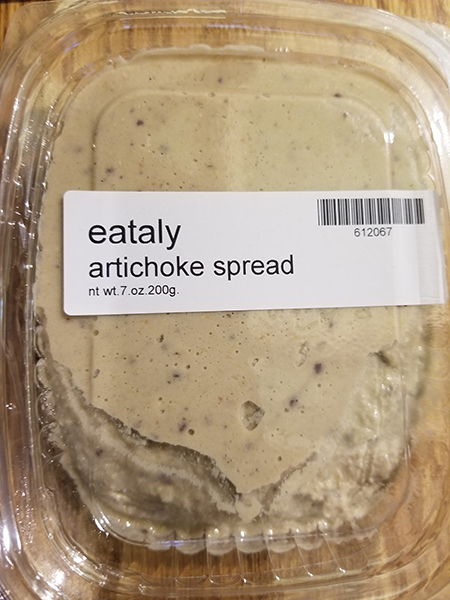 eataly
612067
artichoke spread
nt wt.7.oz.200g.